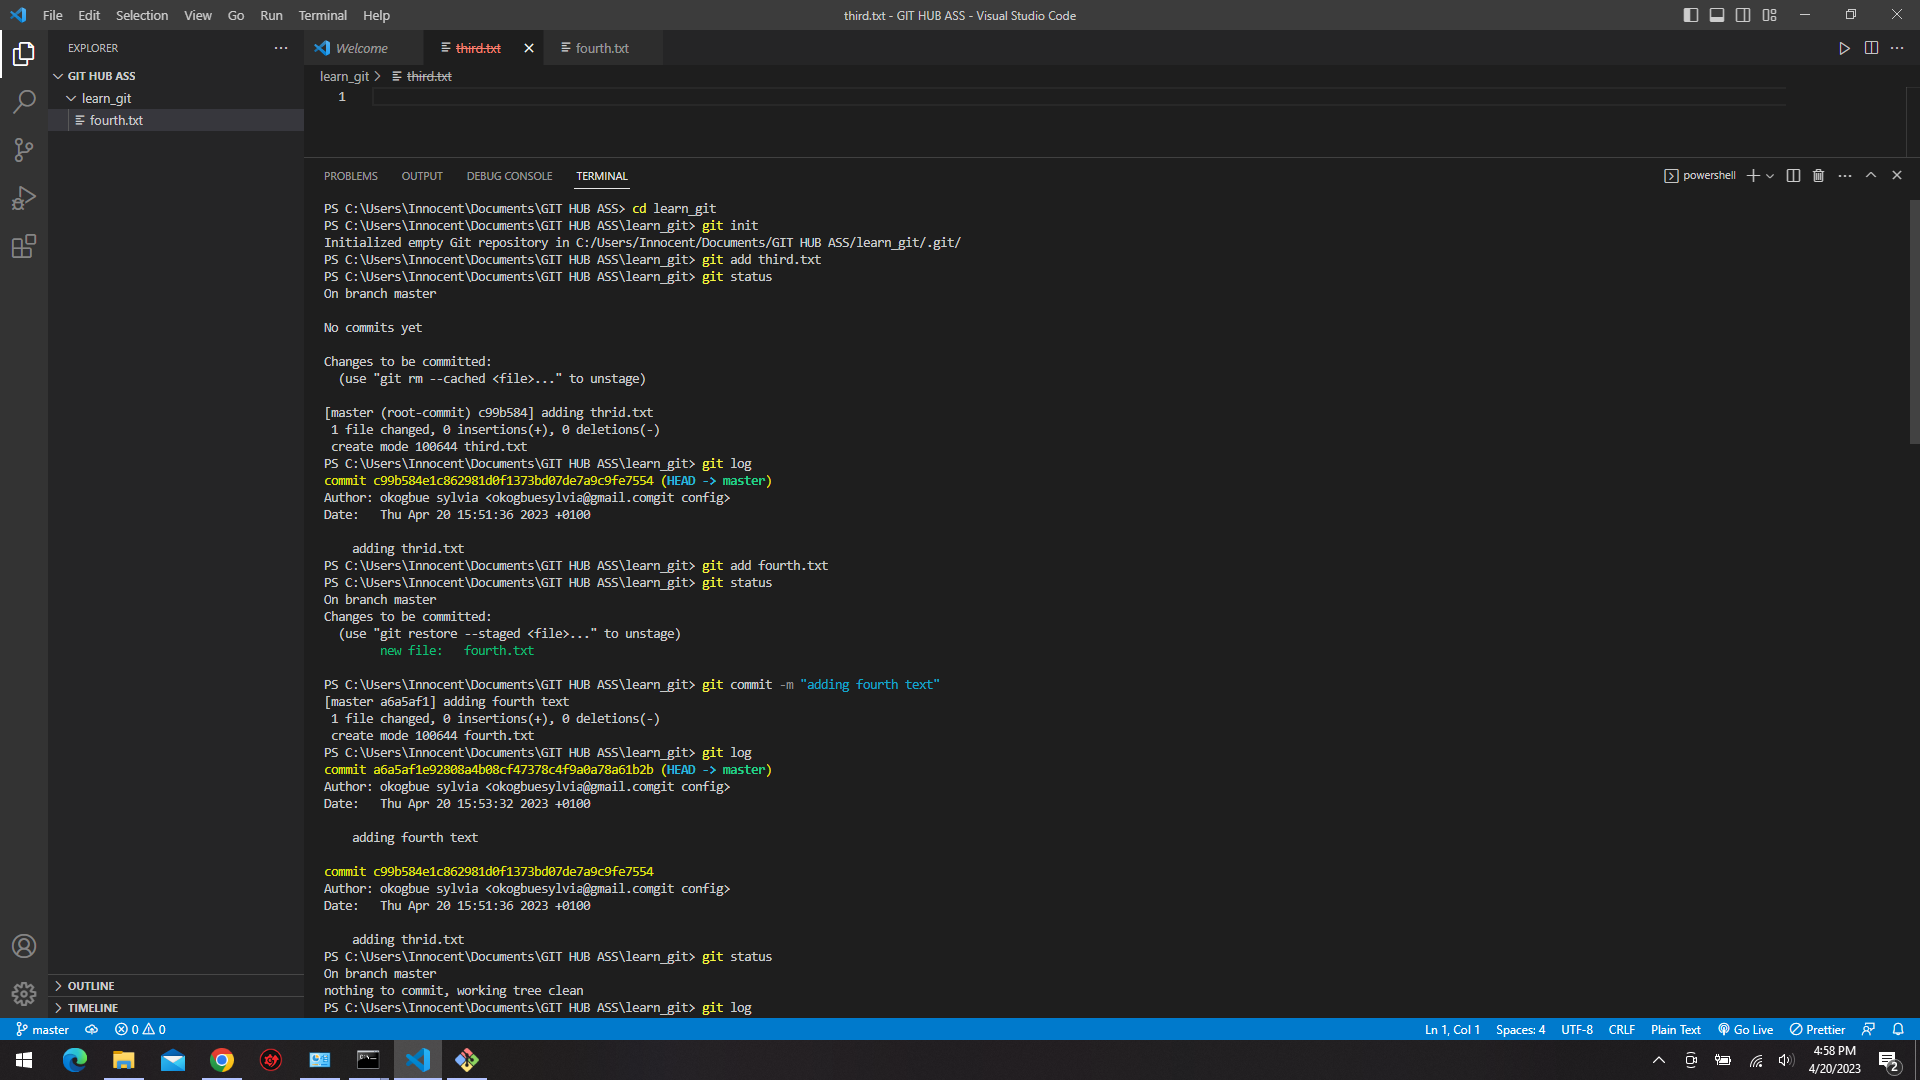 File Edit Selection View Go Run Terminal Help
third.txt - GIT HUB ASS - Visual Studio Code
EXPLORER
GIT HUB ASS
learn_git
fourth.txt
OUTLINE
TIMELINE
Welcome third.txt fourth.txt
learn_git > third.txt
1
PROBLEMS OUTPUT DEBUG CONSOLE TERMINAL
powershell
PS C:\Users\Innocent\Documents\GIT HUB ASS> cd learn_git
PS C:\Users\Innocent\Documents\GIT HUB ASS\learn_git> git init
Initialized empty Git repository in C:/Users/Innocent/Documents/GIT HUB ASS/learn_git/.git/
PS C:\Users\Innocent\Documents\GIT HUB ASS\learn_git> git add third.txt
PS C:\Users\Innocent\Documents\GIT HUB ASS\learn_git> git status
On branch master
No commits yet
Changes to be committed:
(use "git rm --cached <file>..." to unstage)
[master (root-commit) c99b584] adding thrid.txt
1 file changed, 0 insertions(+), 0 deletions(-)
create mode 100644 third.txt
PS C:\Users\Innocent\Documents\GIT HUB ASS\learn_git> git log
commit c99b584e1c862981d0f1373bd07de7a9c9fe7554 (HEAD -> master)
Author: okogbue sylvia <okogbuesylvia@gmail.comgit config>
Date:   Thu Apr 20 15:51:36 2023 +0100
adding thrid.txt
PS C:\Users\Innocent\Documents\GIT HUB ASS\learn_git> git add fourth.txt
PS C:\Users\Innocent\Documents\GIT HUB ASS\learn_git> git status
On branch master
Changes to be committed:
(use "git restore --staged <file>..." to unstage)
new file:   fourth.txt
PS C:\Users\Innocent\Documents\GIT HUB ASS\learn_git> git commit -m "adding fourth text"
[master a6a5af1] adding fourth text
1 file changed, 0 insertions(+), 0 deletions(-)
create mode 100644 fourth.txt
PS C:\Users\Innocent\Documents\GIT HUB ASS\learn_git> git log
commit a6a5af1e92808a4b08cf47378c4f9a0a78a61b2b (HEAD -> master)
Author: okogbue sylvia <okogbuesylvia@gmail.comgit config>
Date:   Thu Apr 20 15:53:32 2023 +0100
adding fourth text
commit c99b584e1c862981d0f1373bd07de7a9c9fe7554
Author: okogbue sylvia <okogbuesylvia@gmail.comgit config>
Date:   Thu Apr 20 15:51:36 2023 +0100
adding thrid.txt
PS C:\Users\Innocent\Documents\GIT HUB ASS\learn_git> git status
On branch master
nothing to commit, working tree clean
PS C:\Users\Innocent\Documents\GIT HUB ASS\learn_git> git log
master 0 0 Ln 1, Col 1 Spaces: 4 UTF-8 CRLF Plain Text Go Live Prettier
4:58 PM
4/20/2023
2